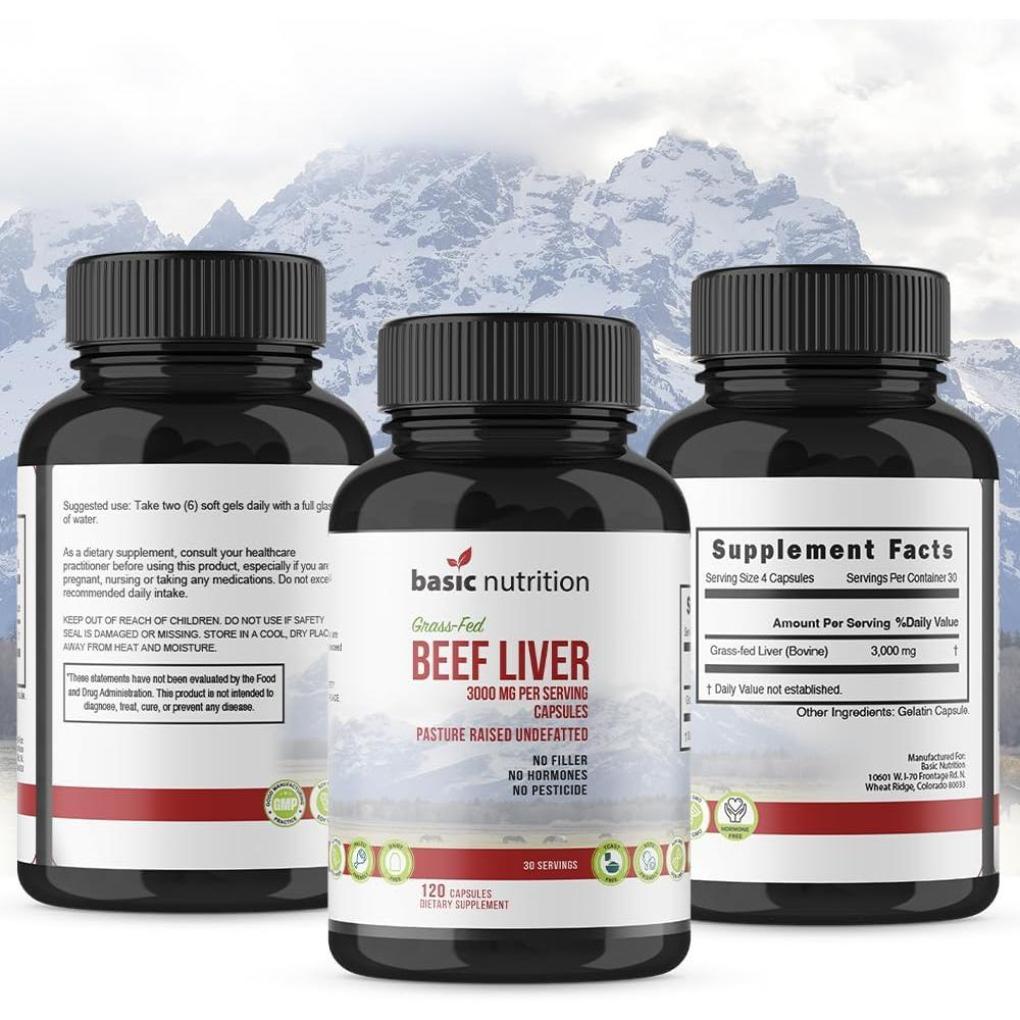 Suggested use: Take two (6) soft gels daily with a full
of water.
As a dietary supplement, consult your healthcare
practitioner before using this product, especially if you are
pregnant, nursing or taking any medications. Do not
recommended daily intake.
KEEP OUT OF REACH OF CHILDREN. DO NOT USE IF SAFETY
SEAL IS DAMAGED OR MISSING. STORE IN A COOL, DRY
AWAY FROM HEAT AND MOISTURE.
*These statements have not been evaluated by the Food
and Drug Administration. This product is not intended to
diagnose, treat, cure, or prevent any disease.
GOOD MANUFACTURING
GMP
PRACTICE
basic nutrition
Grass-Fed
BEEF LIVER
3000 MG PER SERVING
CAPSULES
PASTURE RAISED UNDEFATTED
NO FILLER
NO HORMONES
NO PESTICIDE
30 SERVINGS
YEAST
FREE
120 CAPSULES
DIETARY SUPPLEMENT
Supplement Facts
Serving Size 4 Capsules Servings Per Container 30
Amount Per Serving %Daily Value
Grass-fed Liver (Bovine) 3,000 mg †
† Daily Value not established.
Other Ingredients: Gelatin Capsule.
Manufactured For:
Basic Nutrition
10601 W. I-70 Frontage Rd. N.
Wheat Ridge, Colorado 80033
HORMONE
FREE